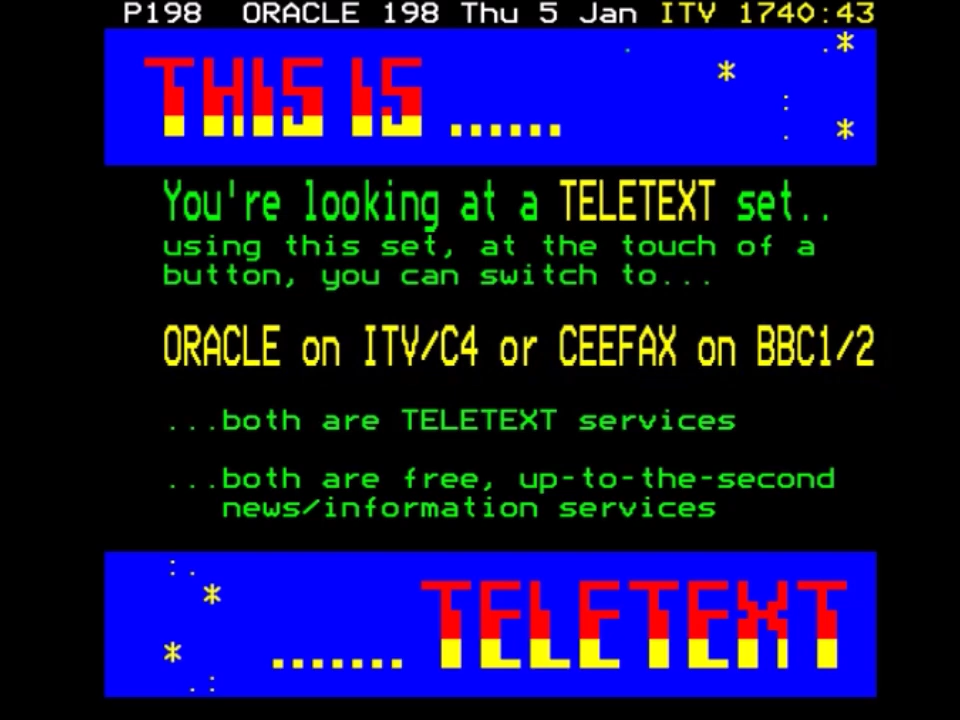 P198 ORACLE 198 Thu 5 Jan ITV 1740:43
THIS IS ......
You're looking at a TELETEXT set..
using this set, at the touch of a
button, you can switch to...
ORACLE on ITV/C4 or CEEFAX on BBC1/2
...both are TELETEXT services
...both are free, up-to-the-second
news/information services
....... TELETEXT